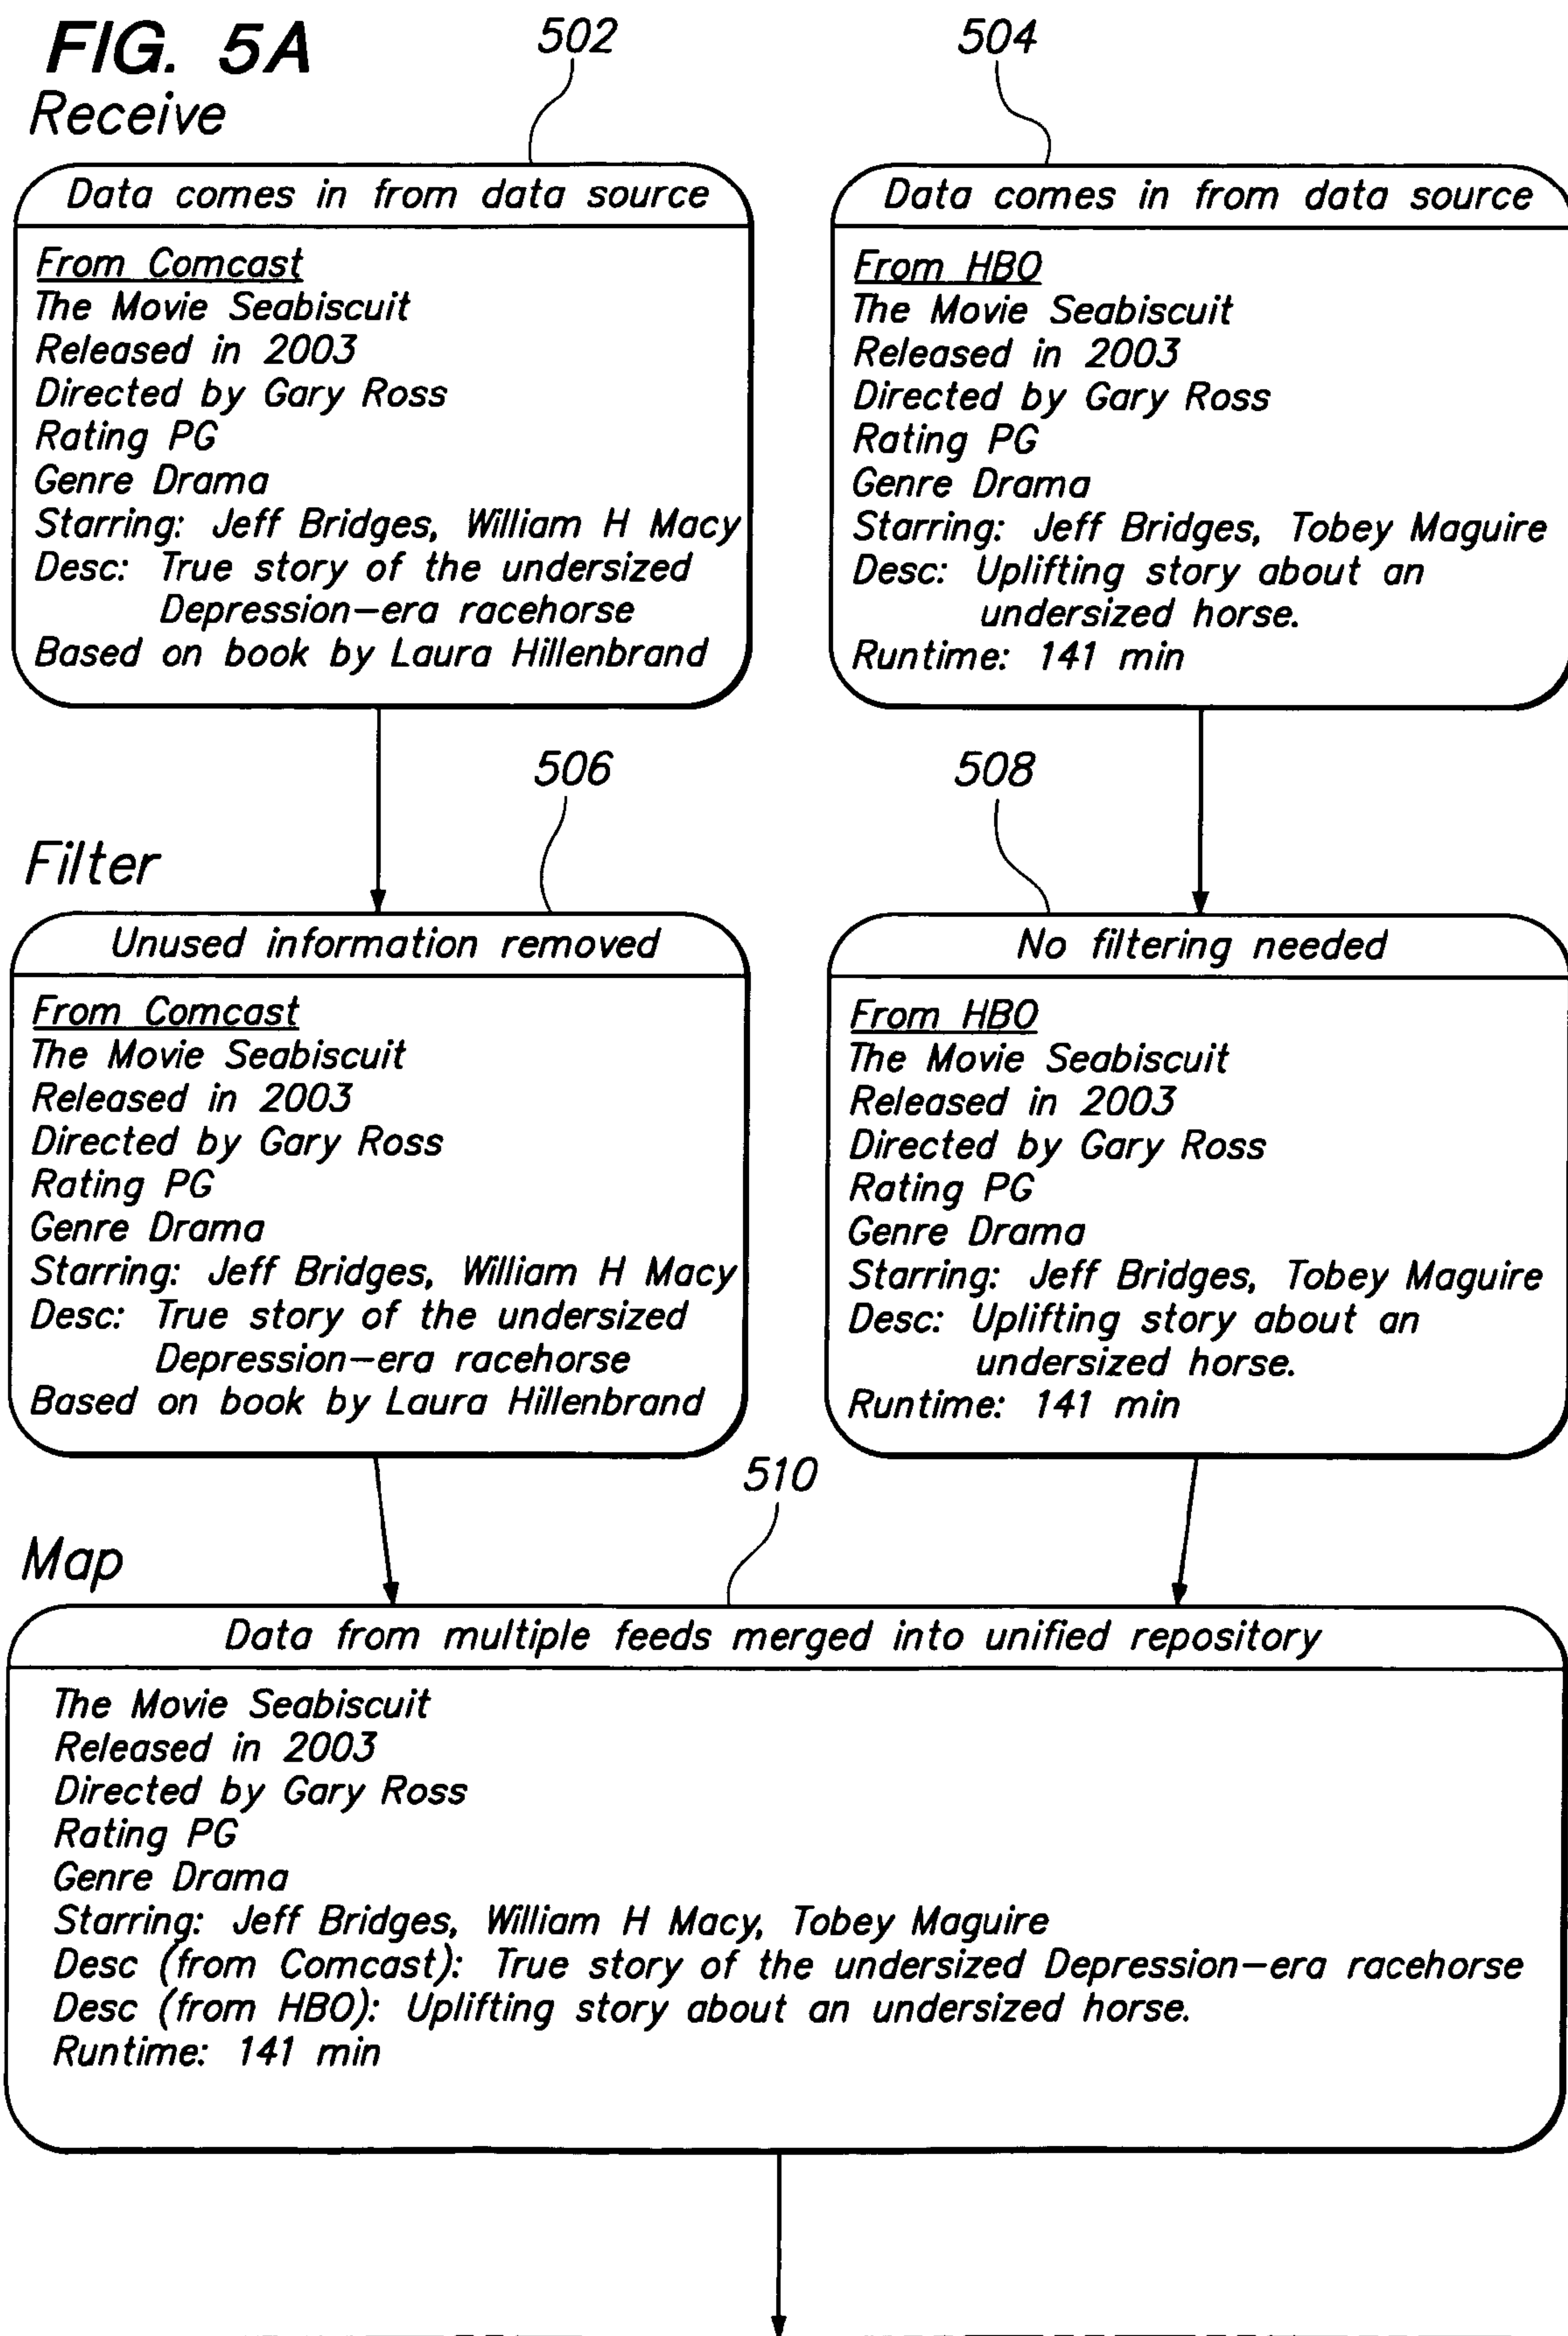 FIG. 5A
Receive
502
504
Data comes in from data source
From Comcast
The Movie Seabiscuit
Released in 2003
Directed by Gary Ross
Rating PG
Genre Drama
Starring: Jeff Bridges, William H Macy
Desc: True story of the undersized
Depression-era racehorse
Based on book by Laura Hillenbrand
Data comes in from data source
From HBO
The Movie Seabiscuit
Released in 2003
Directed by Gary Ross
Rating PG
Genre Drama
Starring: Jeff Bridges, Tobey Maguire
Desc: Uplifting story about an
undersized horse.
Runtime: 141 min
Filter
506
508
Unused information removed
From Comcast
The Movie Seabiscuit
Released in 2003
Directed by Gary Ross
Rating PG
Genre Drama
Starring: Jeff Bridges, William H Macy
Desc: True story of the undersized
Depression-era racehorse
Based on book by Laura Hillenbrand
No filtering needed
From HBO
The Movie Seabiscuit
Released in 2003
Directed by Gary Ross
Rating PG
Genre Drama
Starring: Jeff Bridges, Tobey Maguire
Desc: Uplifting story about an
undersized horse.
Runtime: 141 min
Map
510
Data from multiple feeds merged into unified repository
The Movie Seabiscuit
Released in 2003
Directed by Gary Ross
Rating PG
Genre Drama
Starring: Jeff Bridges, William H Macy, Tobey Maguire
Desc (from Comcast): True story of the undersized Depression-era racehorse
Desc (from HBO): Uplifting story about an undersized horse.
Runtime: 141 min